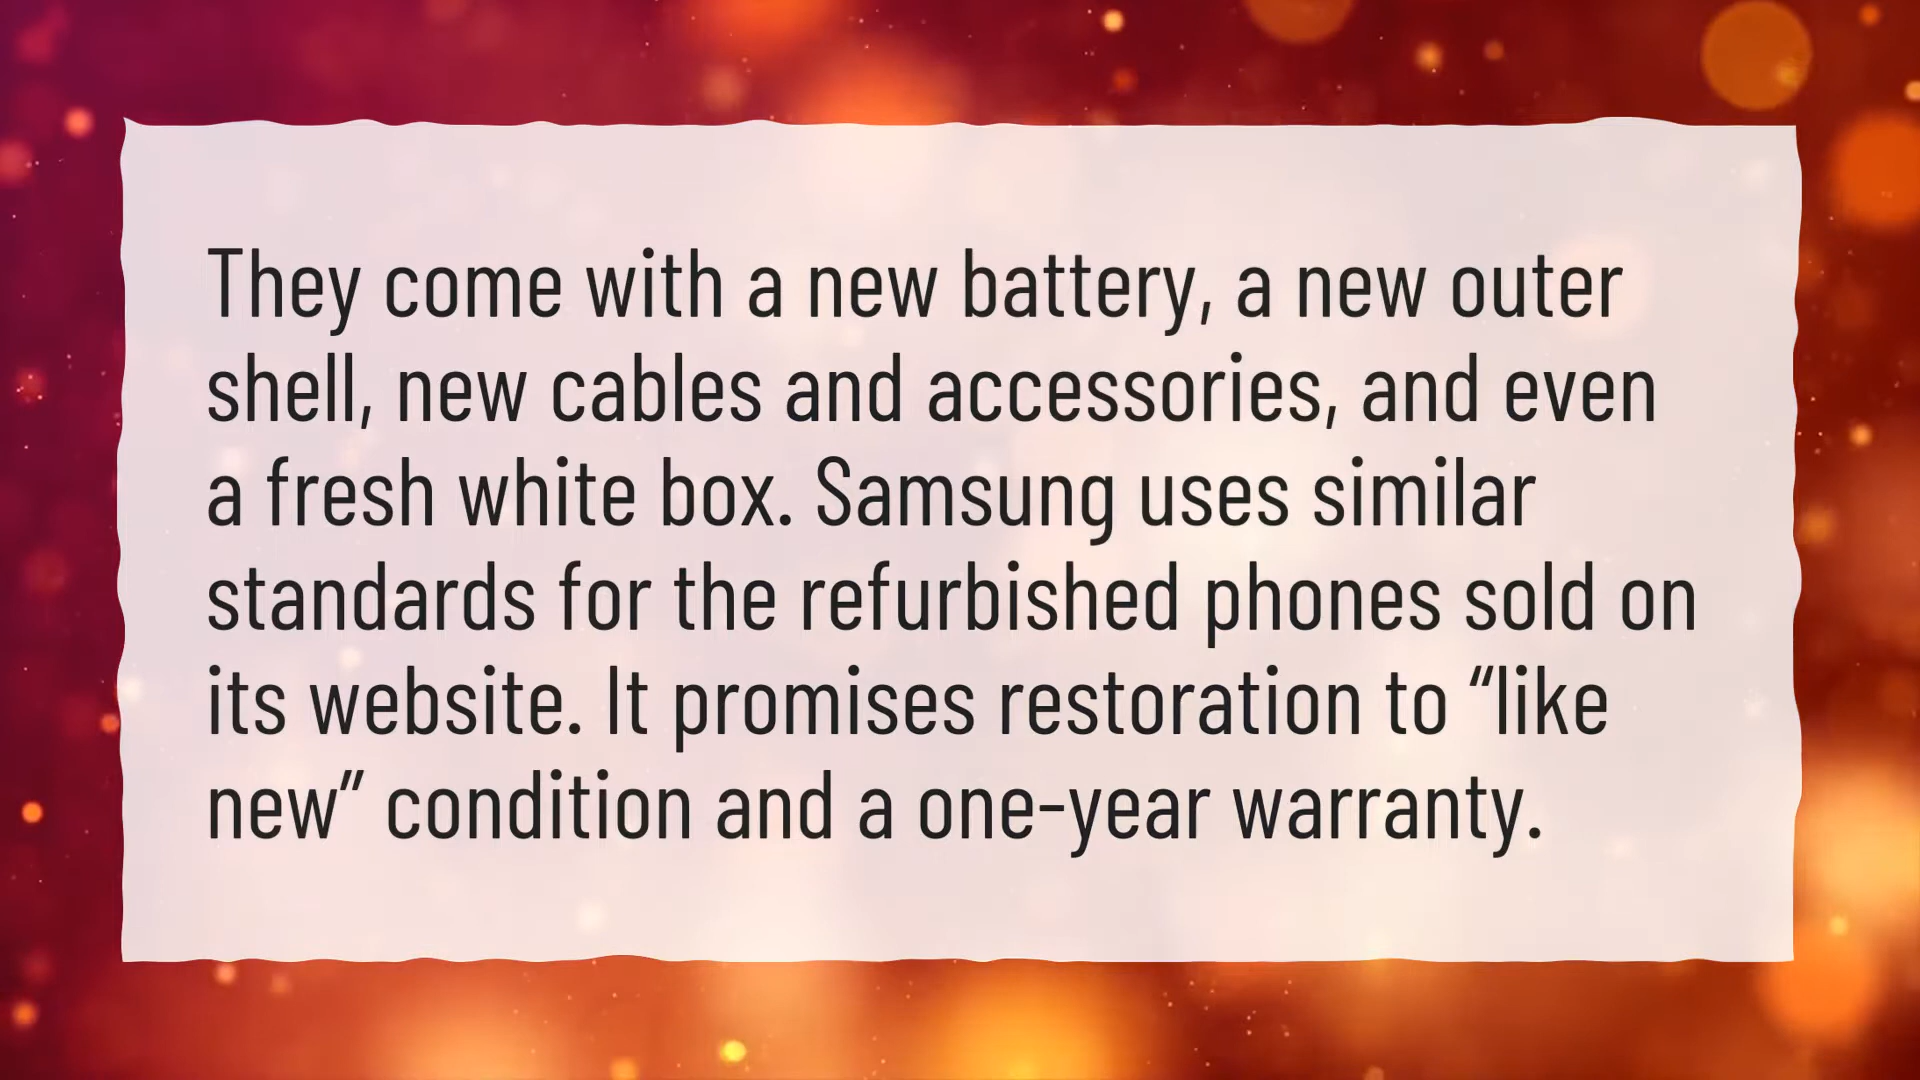 They come with a new battery, a new outer
shell, new cables and accessories, and even
a fresh white box. Samsung uses similar
standards for the refurbished phones sold on
its website. It promises restoration to “like
new” condition and a one-year warranty.